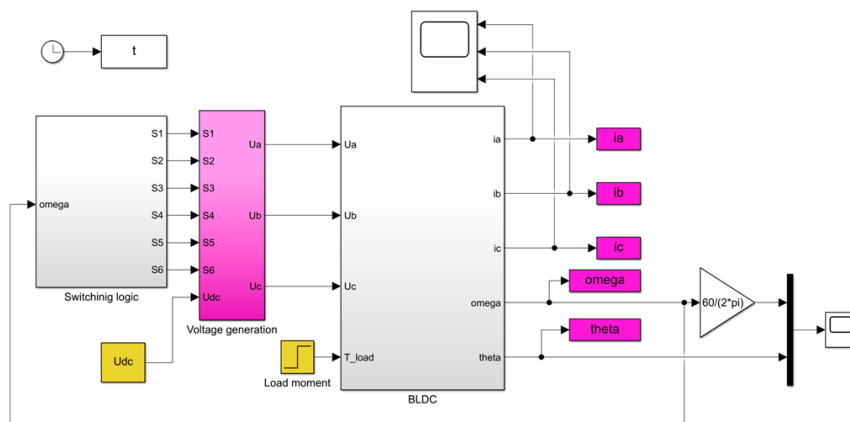 t
S1
S2
S3
S4
S5
S6
omega
Switchinig logic
S1
S2
S3
S4
S5
S6
Udc
Ua
Ub
Uc
Voltage generation
Udc
Load moment
Ua
Ub
Uc
T_load
ia
ib
ic
omega
theta
BLDC
ia
ib
ic
omega
theta
60/(2*pi)